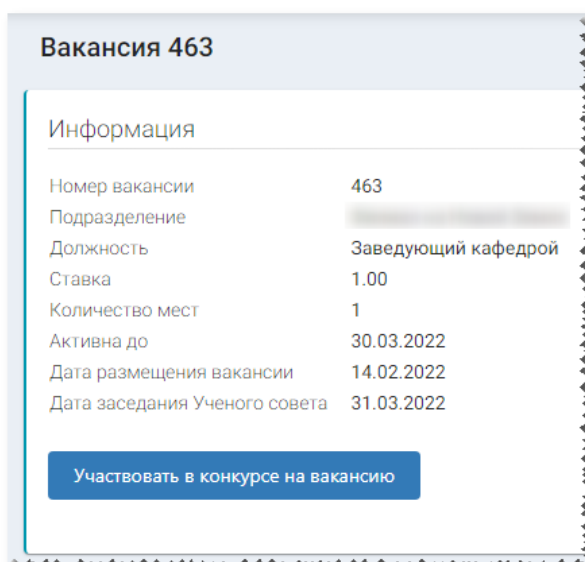 Вакансия 463
Информация
Номер вакансии 463
Подразделение
Должность Заведующий кафедрой
Ставка 1.00
Количество мест 1
Активна до 30.03.2022
Дата размещения вакансии 14.02.2022
Дата заседания Ученого совета 31.03.2022
Участвовать в конкурсе на вакансию